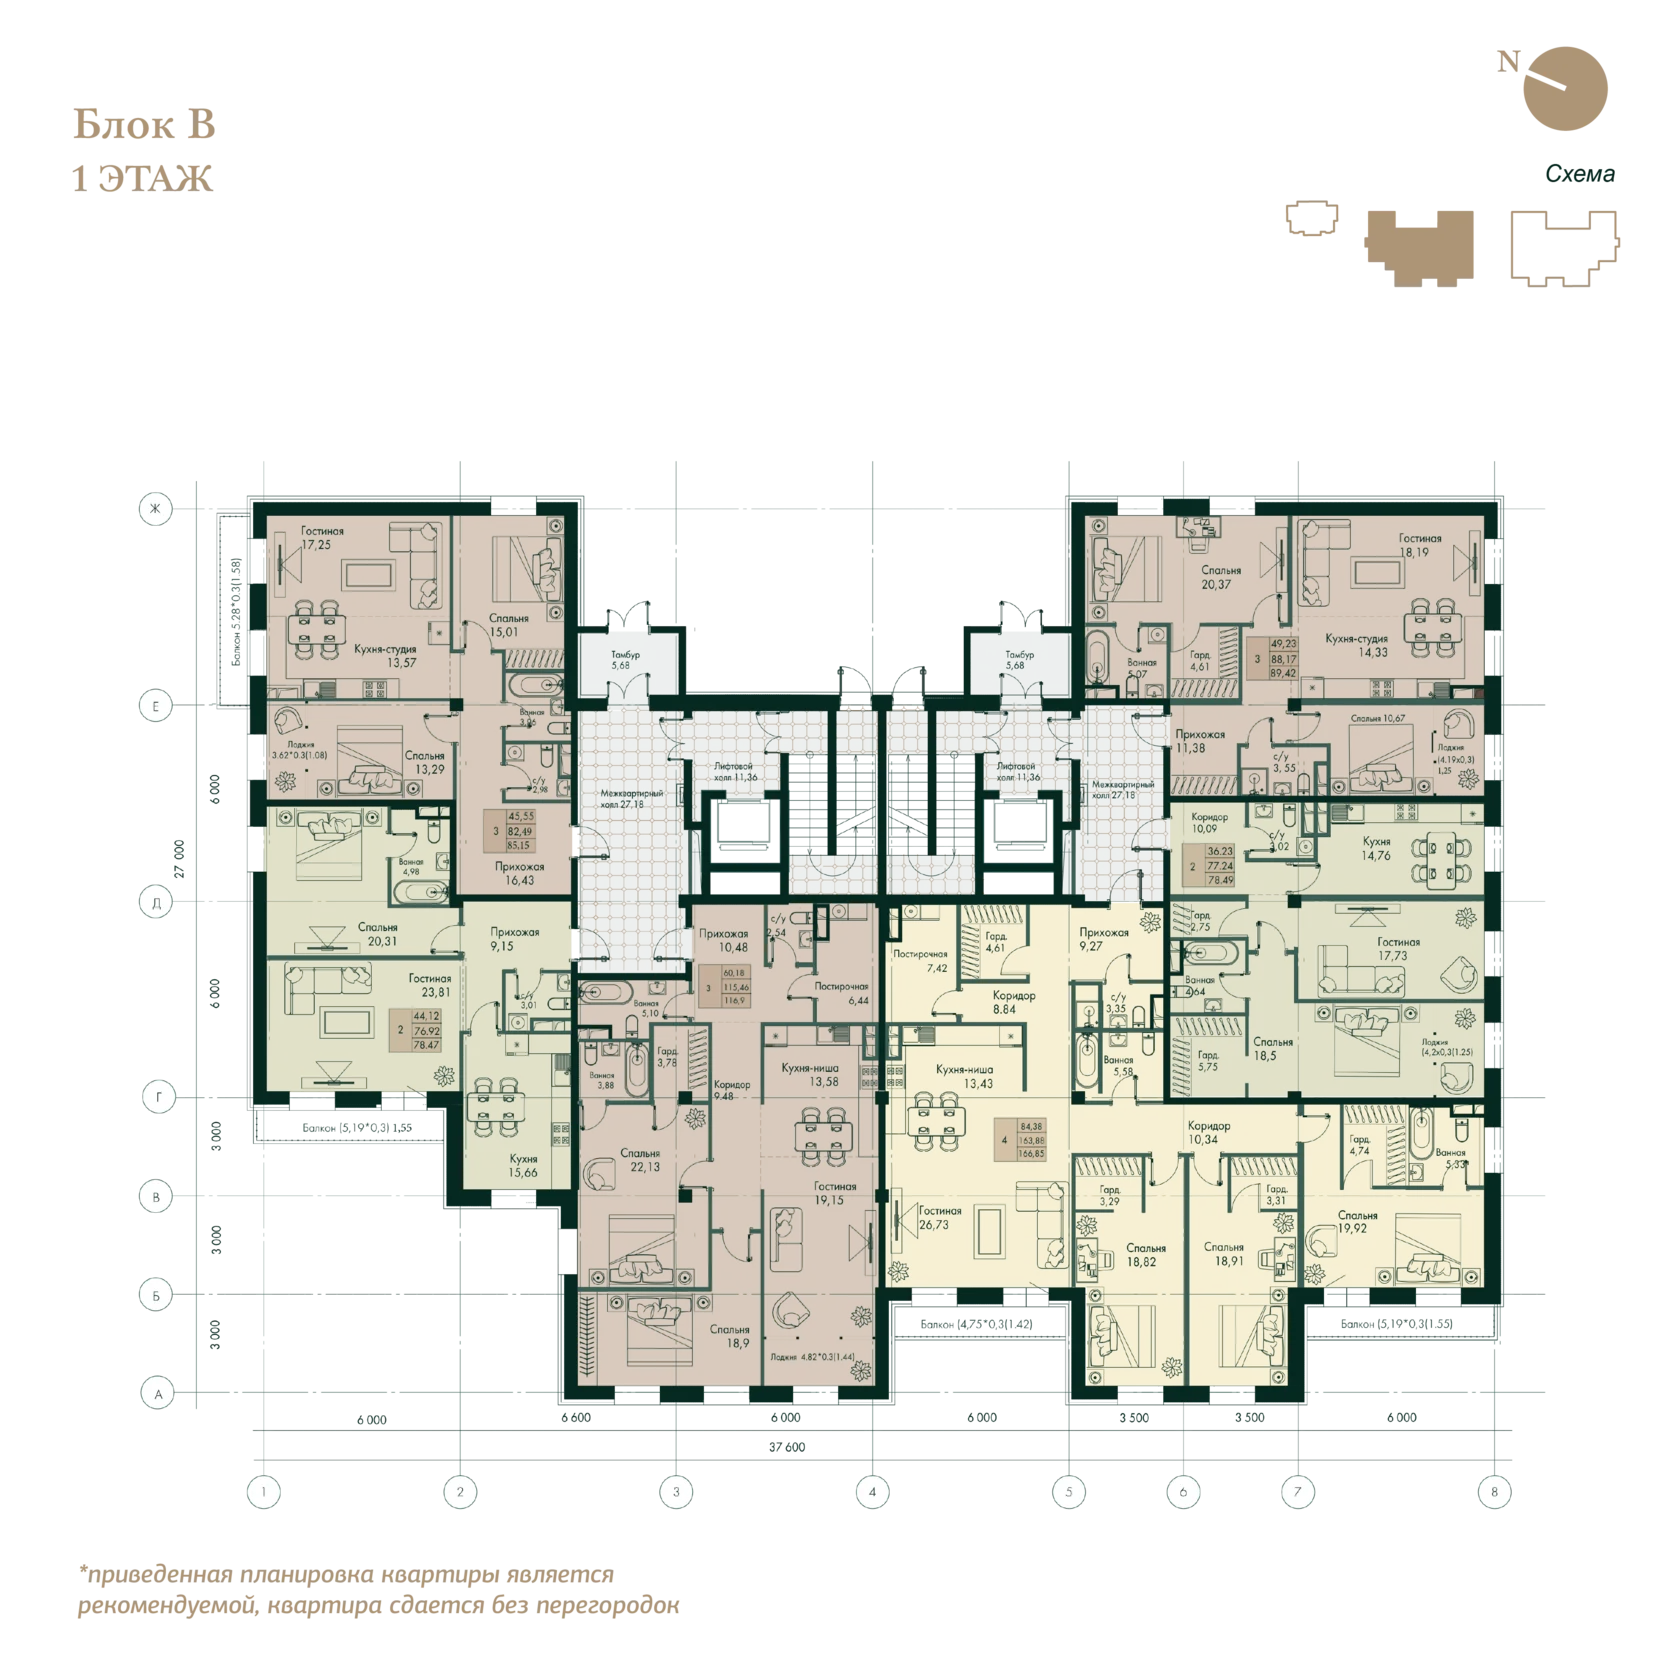 N
Блок В
1 ЭТАЖ
Схема
Ж
Е
Д
Г
В
Б
А
27 000
6 000
6 000
3 000
3 000
3 000
Балкон 5.28*0.3(1.58)
Гостиная
17,25
Кухня-студия
13,57
Спальня
15,01
Ванная
3,06
с/у
2,98
Лоджия
3.62*0.3(1.08)
Спальня
13,29
3
45,55
82,49
85,15
Прихожая
16,43
Ванная
4,98
Спальня
20,31
Прихожая
9,15
Гостиная
23,81
2
44,12
76.92
78.47
с/у
3,01
Кухня
15,66
Балкон (5,19*0,3) 1,55
Тамбур
5,68
Межквартирный
холл 27,18
Лифтовой
холл 11,36
Тамбур
5,68
Лифтовой
холл 11,36
Межквартирный
холл 27,18
Прихожая
10,48
с/у
2,54
3
60,18
115,46
116,9
Постирочная
6,44
Ванная
5,10
Ванная
3,88
Гард.
3,78
Коридор
9.48
Кухня-ниша
13,58
Спальня
22,13
Гостиная
19,15
Спальня
18,9
Лоджия 4.82*0.3(1.44)
Спальня
20,37
Гостиная
18,19
Кухня-студия
14,33
Ванная
5,07
Гард.
4,61
3
49,23
88,17
89,42
Прихожая
11,38
с/у
3,55
Спальня 10,67
Лоджия
(4.19х0,3)
1,25
Коридор
10,09
с/у
3,02
Кухня
14,76
2
36.23
77.24
78.49
Гард.
2,75
Гостиная
17,73
Ванная
4,64
Гард.
5,75
Спальня
18,5
Лоджия
(4,2х0,3(1.25)
Постирочная
7,42
Гард.
4,61
Прихожая
9,27
Коридор
8.84
с/у
3,35
Ванная
5,58
Кухня-ниша
13,43
4
84,38
163,88
166,85
Гостиная
26,73
Коридор
10,34
Гард.
3,29
Гард.
3,31
Гард.
4,74
Ванная
5,33
Спальня
18,82
Спальня
18,91
Спальня
19,92
Балкон (4,75*0,3(1.42)
Балкон (5,19*0,3(1.55)
6 000
6 600
6 000
6 000
3 500
3 500
6 000
37 600
1
2
3
4
5
6
7
8
*приведенная планировка квартиры является
рекомендуемой, квартира сдается без перегородок